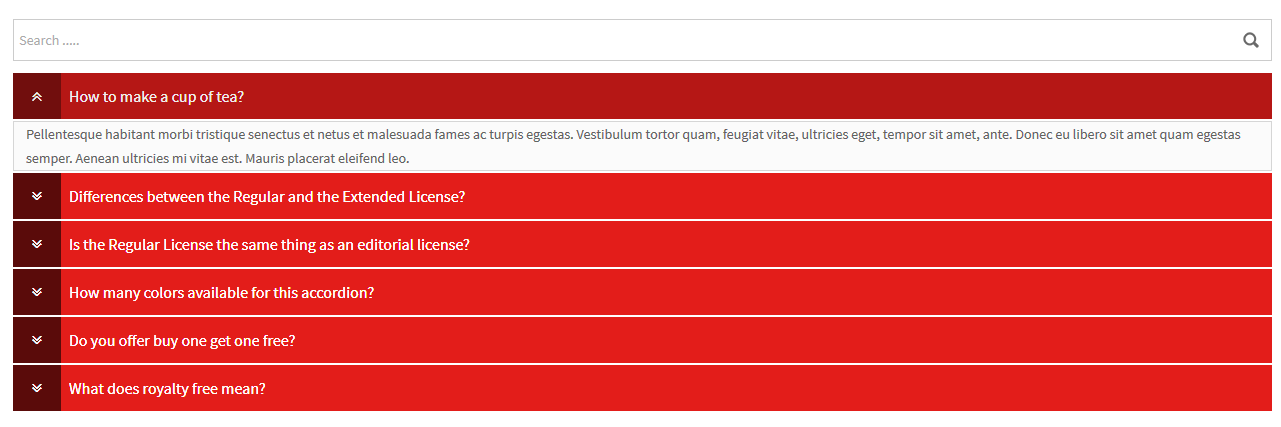 Search .....
How to make a cup of tea?
Pellentesque habitant morbi tristique senectus et netus et malesuada fames ac turpis egestas. Vestibulum tortor quam, feugiat vitae, ultricies eget, tempor sit amet, ante. Donec eu libero sit amet quam egestas
semper. Aenean ultricies mi vitae est. Mauris placerat eleifend leo.
Differences between the Regular and the Extended License?
Is the Regular License the same thing as an editorial license?
How many colors available for this accordion?
Do you offer buy one get one free?
What does royalty free mean?